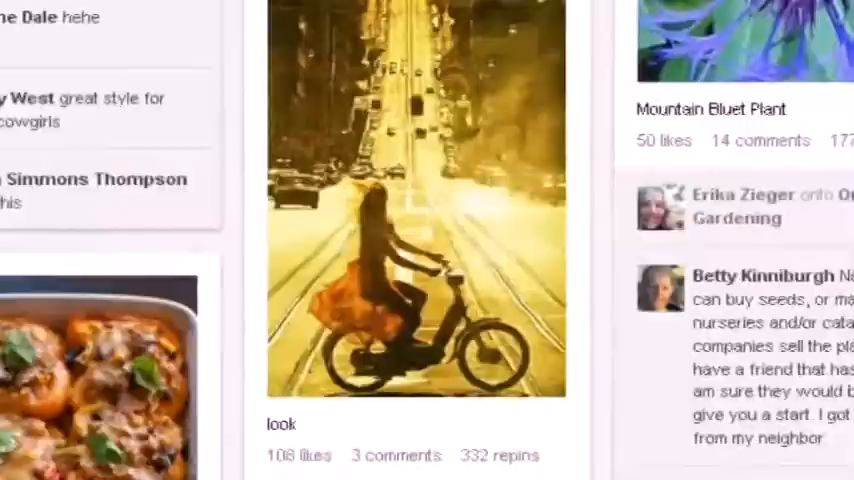 ne Dale hehe
y West great style for
cowgirls
Simmons Thompson
his
look
106 likes 3 comments 332 repins
Mountain Bluet Plant
50 likes 14 comments 177
Erika Zieger onto Or
Gardening
Betty Kinniburgh Na
can buy seeds, or ma
nurseries and/or cata
companies sell the pla
have a friend that has
am sure they would b
give you a start. I got
from my neighbor